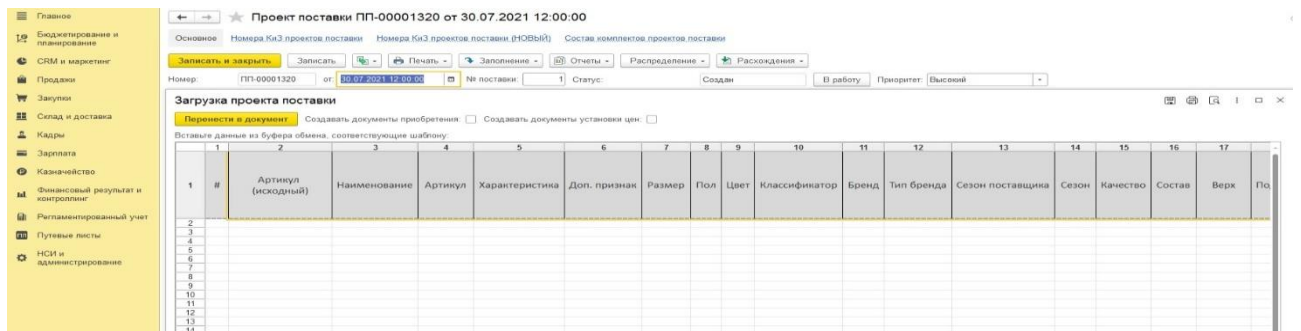 Главное
Бюджетирование и
планирование
CRM и маркетинг
Продажи
Закупки
Склад и доставка
Кадры
Зарплата
Казначейство
Финансовый результат и
контроллинг
Регламентированный учет
Путевые листы
НСИ и
администрирование
Проект поставки ПП-00001320 от 30.07.2021 12:00:00
Основное Номера КиЗ проектов поставки Номера КиЗ проектов поставки (НОВЫЙ) Состав комплектов проектов поставки
Записать и закрыть Записать Печать Заполнение Отчеты Распределение Расхождения
Номер: ПП-00001320 от: 30.07.2021 12:00:00 № поставки: 1 Статус: Создан В работу Приоритет: Высокий
Загрузка проекта поставки
Перенести в документ Создавать документы приобретения: Создавать документы установки цен:
Вставьте данные из буфера обмена, соответствующие шаблону:
1 2 3 4 5 6 7 8 9 10 11 12 13 14 15 16 17
1 # Артикул (исходный) Наименование Артикул Характеристика Доп. признак Размер Пол Цвет Классификатор Бренд Тип бренда Сезон поставщика Сезон Качество Состав Верх По
2
3
4
5
6
7
8
9
10
11
12
13
14